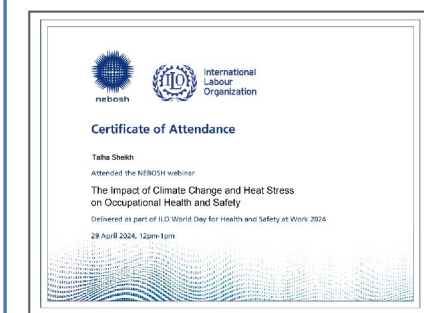 nebosh
International
Labour
Organization
Certificate of Attendance
Talha Sheikh
Attended the NEBOSH webinar
The Impact of Climate Change and Heat Stress
on Occupational Health and Safety
Delivered as part of ILO World Day for Health and Safety at Work 2024
29 April 2024, 12pm-1pm